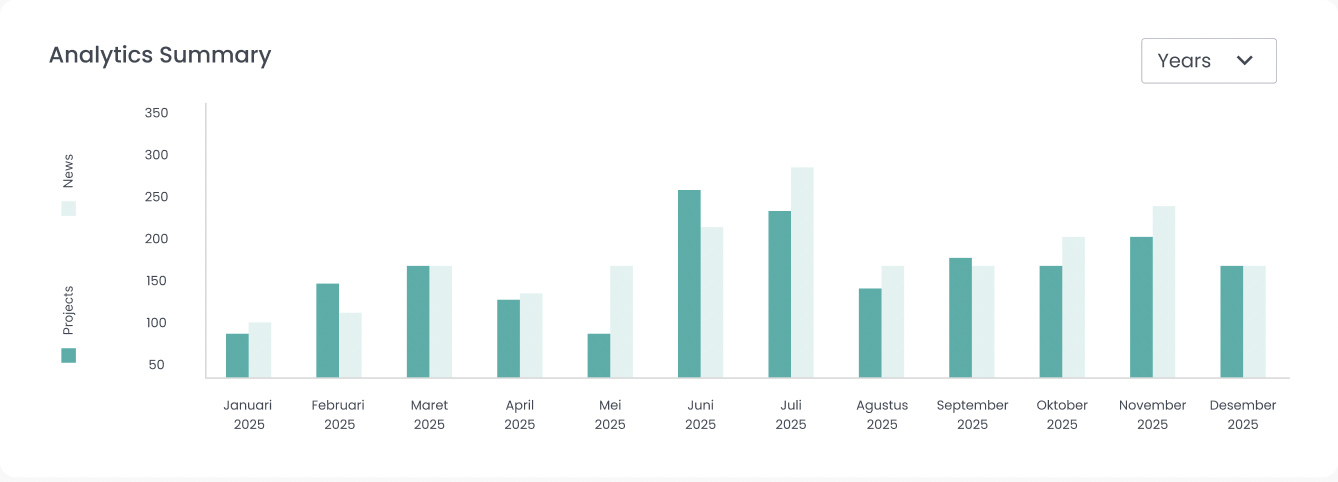 Analytics Summary
Years
News
Projects
350
300
250
200
150
100
50
Januari
2025
Februari
2025
Maret
2025
April
2025
Mei
2025
Juni
2025
Juli
2025
Agustus
2025
September
2025
Oktober
2025
November
2025
Desember
2025